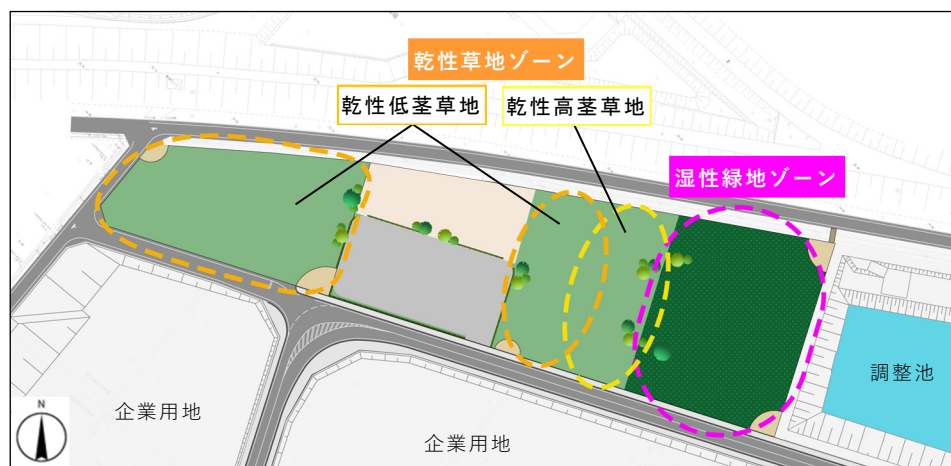 乾性草地ゾーン
乾性低茎草地
乾性高茎草地
湿性緑地ゾーン
調整池
企業用地
企業用地
N